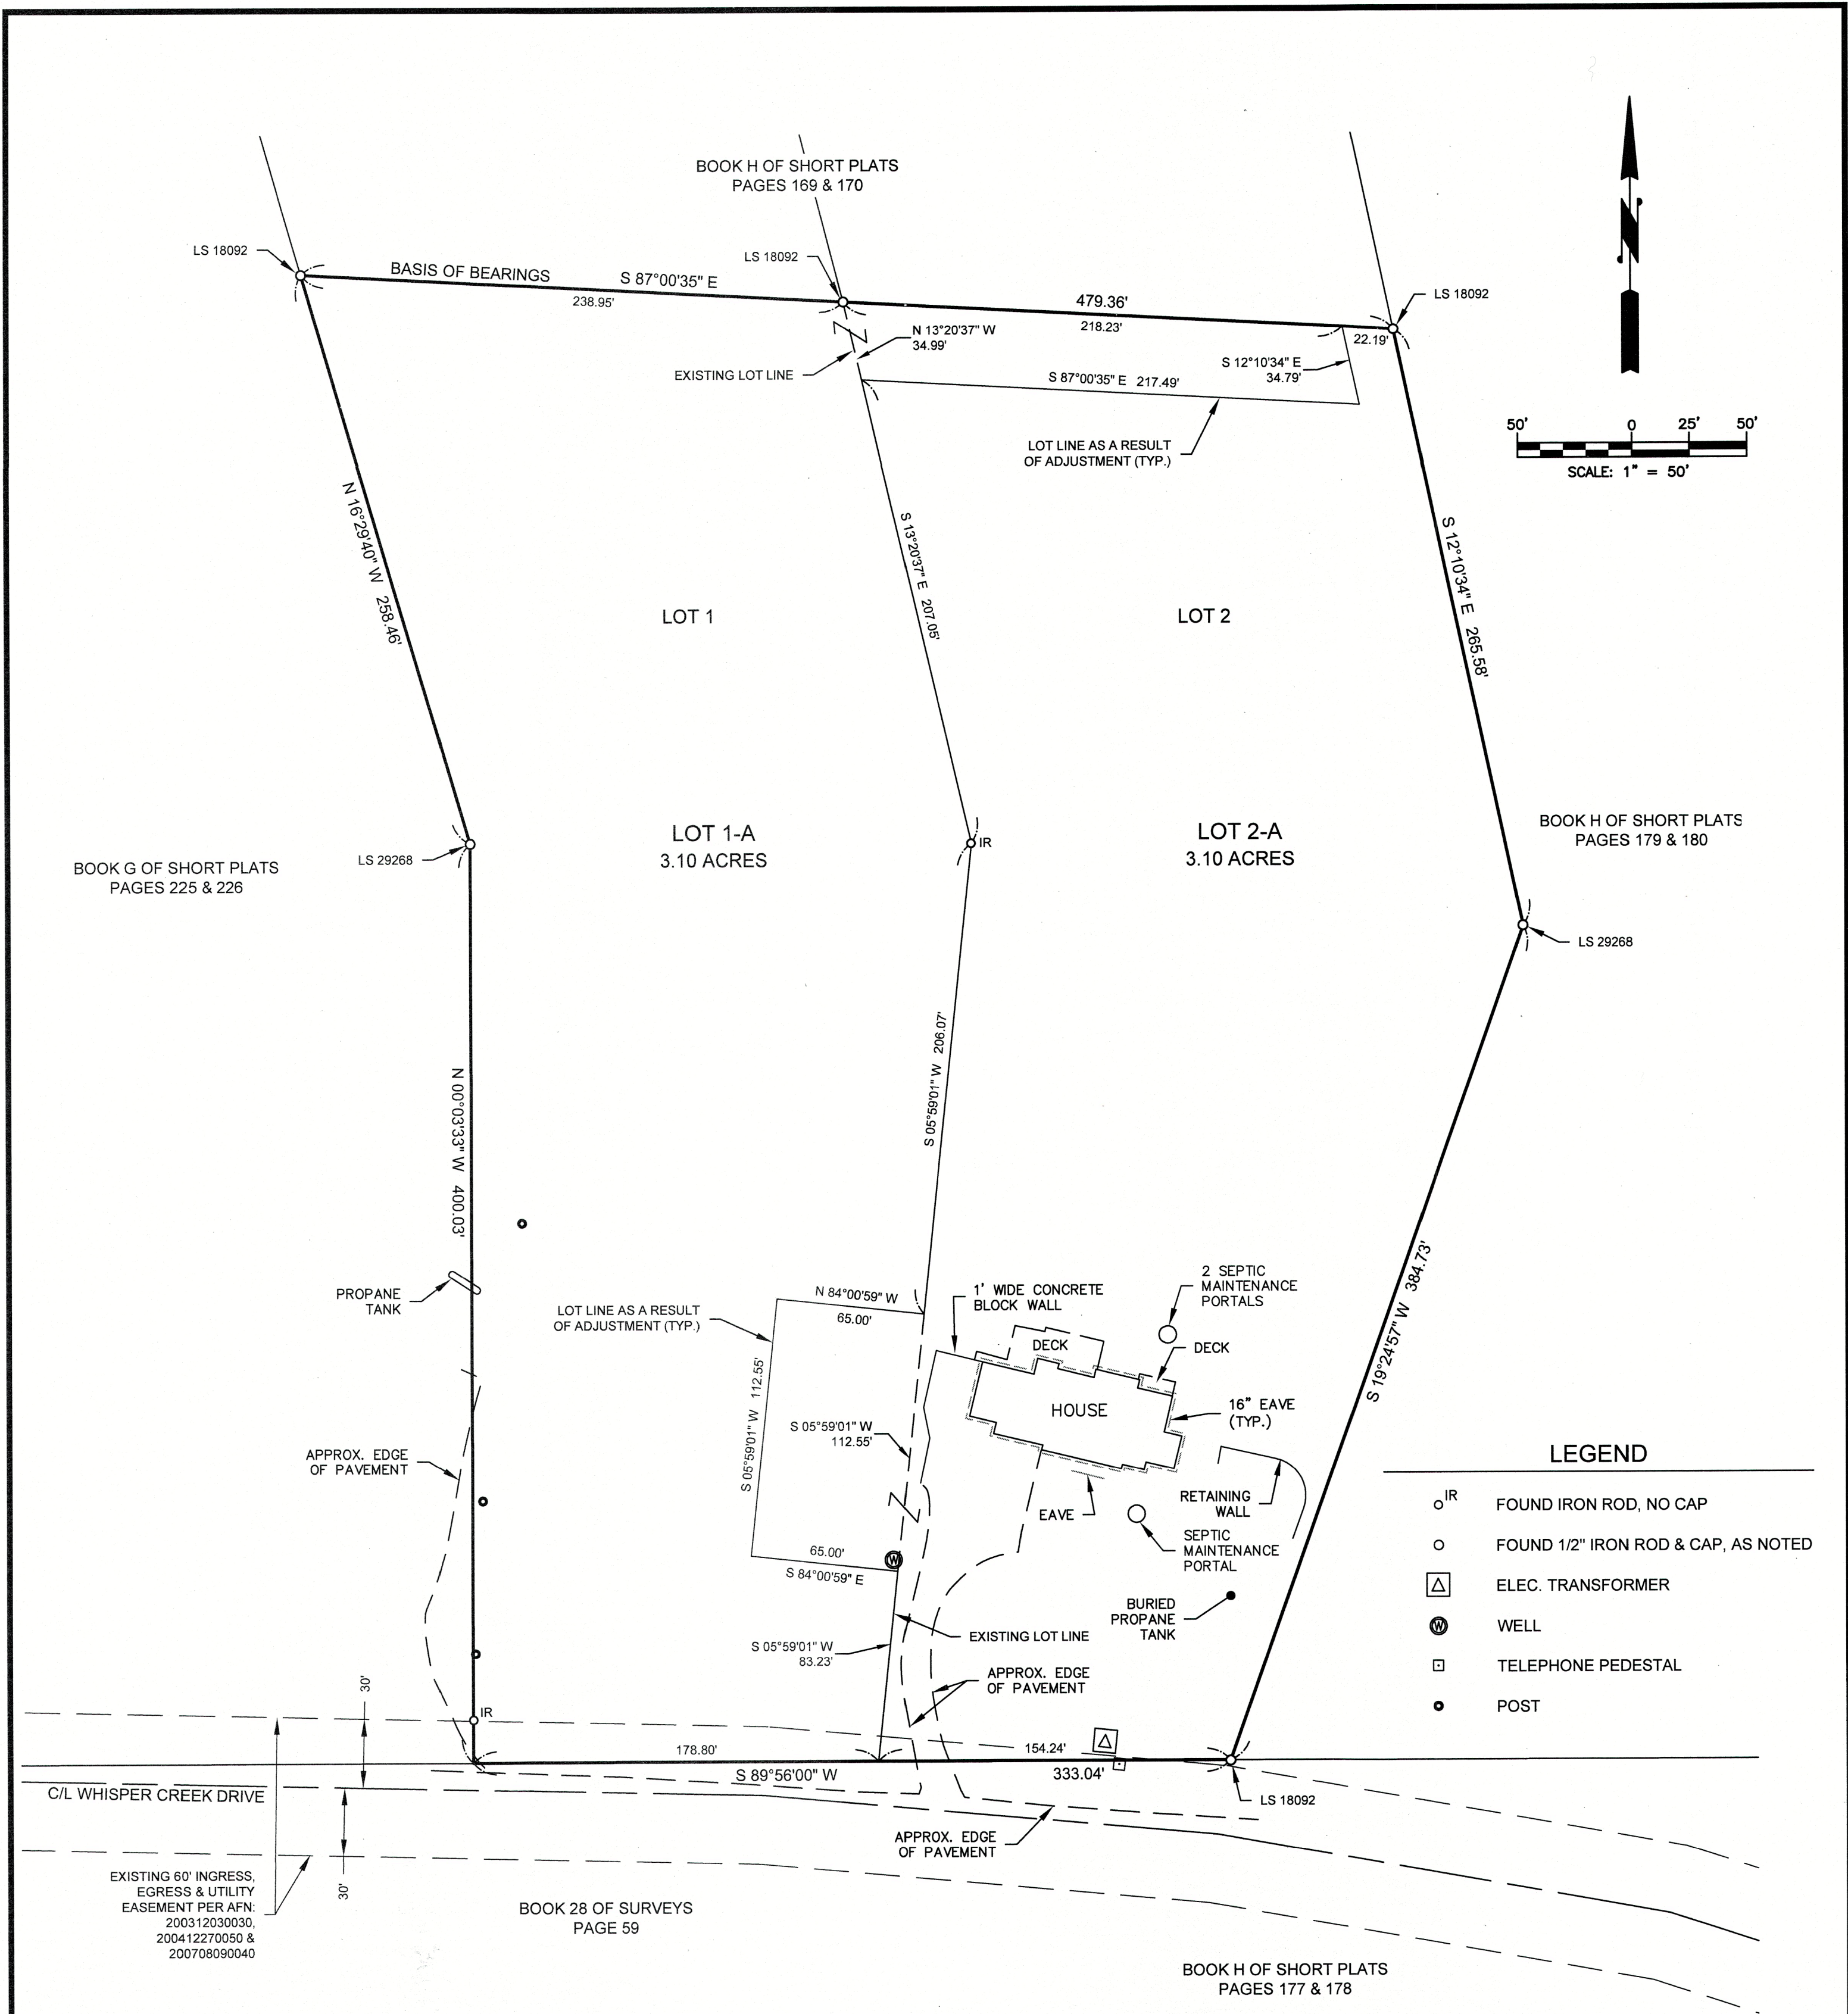 BOOK H OF SHORT PLATS
PAGES 169 & 170
LS 18092
BASIS OF BEARINGS
S 87°00'35" E
238.95'
LS 18092
479.36'
218.23'
LS 18092
22.19'
N 13°20'37" W
34.99'
EXISTING LOT LINE
S 12°10'34" E
34.79'
S 87°00'35" E 217.49'
LOT LINE AS A RESULT
OF ADJUSTMENT (TYP.)
N
50'
0
25'
50'
SCALE: 1" = 50'
N 16°29'40" W 258.46'
S 13°20'37" E 207.05'
S 12°10'34" E 265.58'
LOT 1
LOT 2
LOT 1-A
3.10 ACRES
LOT 2-A
3.10 ACRES
IR
BOOK H OF SHORT PLATS
PAGES 179 & 180
LS 29268
BOOK G OF SHORT PLATS
PAGES 225 & 226
LS 29268
N 00°03'33" W 400.03'
S 05°59'01" W 206.07'
S 19°24'57" W 384.73'
PROPANE
TANK
LOT LINE AS A RESULT
OF ADJUSTMENT (TYP.)
N 84°00'59" W
65.00'
1' WIDE CONCRETE
BLOCK WALL
2 SEPTIC
MAINTENANCE
PORTALS
DECK
DECK
HOUSE
16" EAVE
(TYP.)
S 05°59'01" W 112.55'
S 05°59'01" W
112.55'
APPROX. EDGE
OF PAVEMENT
EAVE
RETAINING
WALL
SEPTIC
MAINTENANCE
PORTAL
65.00'
S 84°00'59" E
W
BURIED
PROPANE
TANK
EXISTING LOT LINE
S 05°59'01" W
83.23'
APPROX. EDGE
OF PAVEMENT
LEGEND
IR
FOUND IRON ROD, NO CAP
FOUND 1/2" IRON ROD & CAP, AS NOTED
ELEC. TRANSFORMER
W
WELL
TELEPHONE PEDESTAL
POST
30'
IR
178.80'
154.24'
S 89°56'00" W
333.04'
LS 18092
C/L WHISPER CREEK DRIVE
APPROX. EDGE
OF PAVEMENT
30'
EXISTING 60' INGRESS,
EGRESS & UTILITY
EASEMENT PER AFN:
200312030030,
200412270050 &
200708090040
BOOK 28 OF SURVEYS
PAGE 59
BOOK H OF SHORT PLATS
PAGES 177 & 178